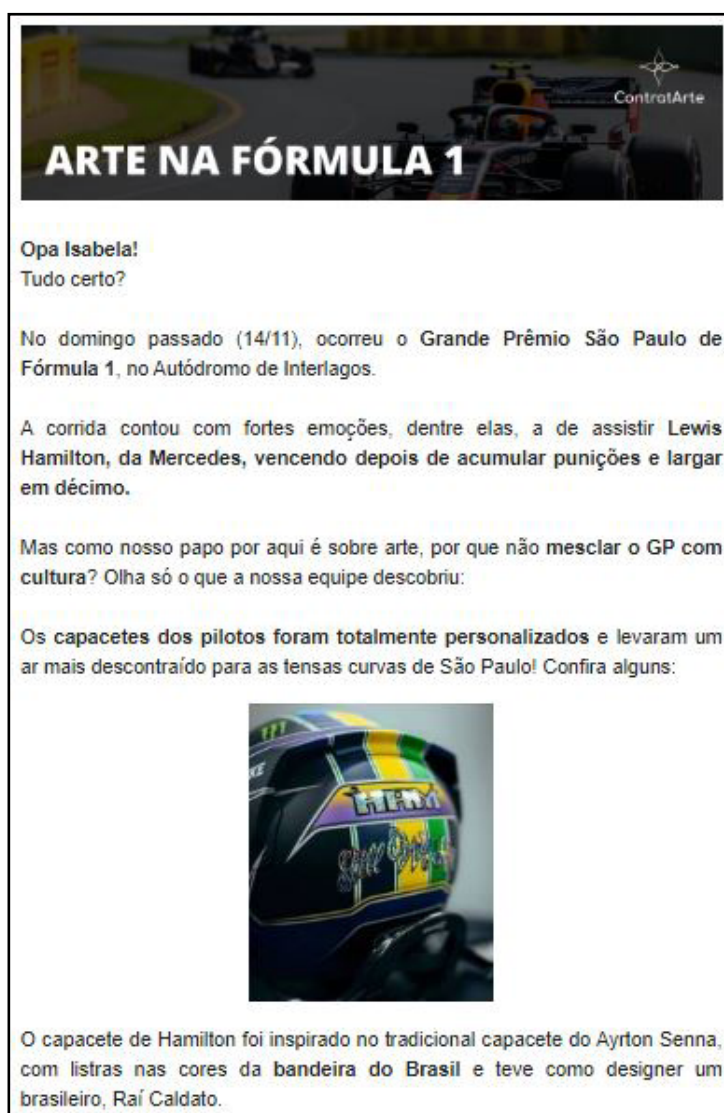 ContratArte
ARTE NA FÓRMULA 1
Opa Isabela!
Tudo certo?
No domingo passado (14/11), ocorreu o Grande Prêmio São Paulo de
Fórmula 1, no Autódromo de Interlagos.
A corrida contou com fortes emoções, dentre elas, a de assistir Lewis
Hamilton, da Mercedes, vencendo depois de acumular punições e largar
em décimo.
Mas como nosso papo por aqui é sobre arte, por que não mesclar o GP com
cultura? Olha só o que a nossa equipe descobriu:
Os capacetes dos pilotos foram totalmente personalizados e levaram um
ar mais descontraído para as tensas curvas de São Paulo! Confira alguns:
HAM
Still
O capacete de Hamilton foi inspirado no tradicional capacete do Ayrton Senna,
com listras nas cores da bandeira do Brasil e teve como designer um
brasileiro, Raí Caldato.